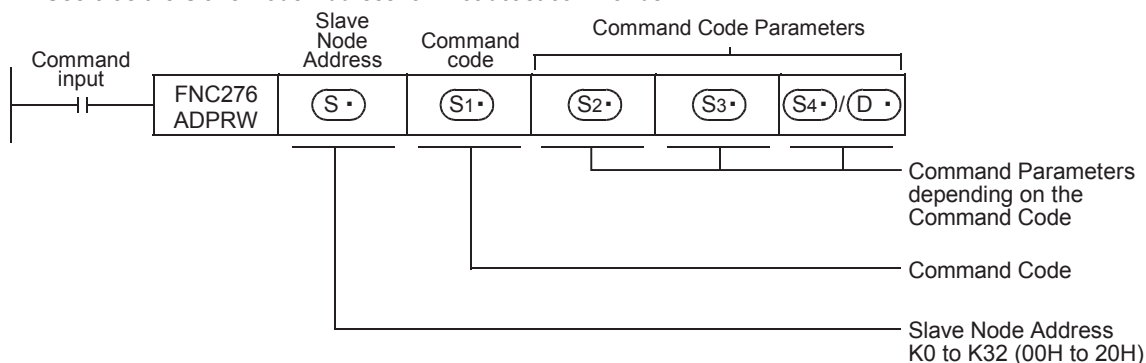 Slave
Node
Address
Command
code
Command Code Parameters
Command
input
FNC276
ADPRW
S·
S1·
S2·
S3·
S4·/D·
Command Parameters
depending on the
Command Code
Command Code
Slave Node Address
K0 to K32 (00H to 20H)